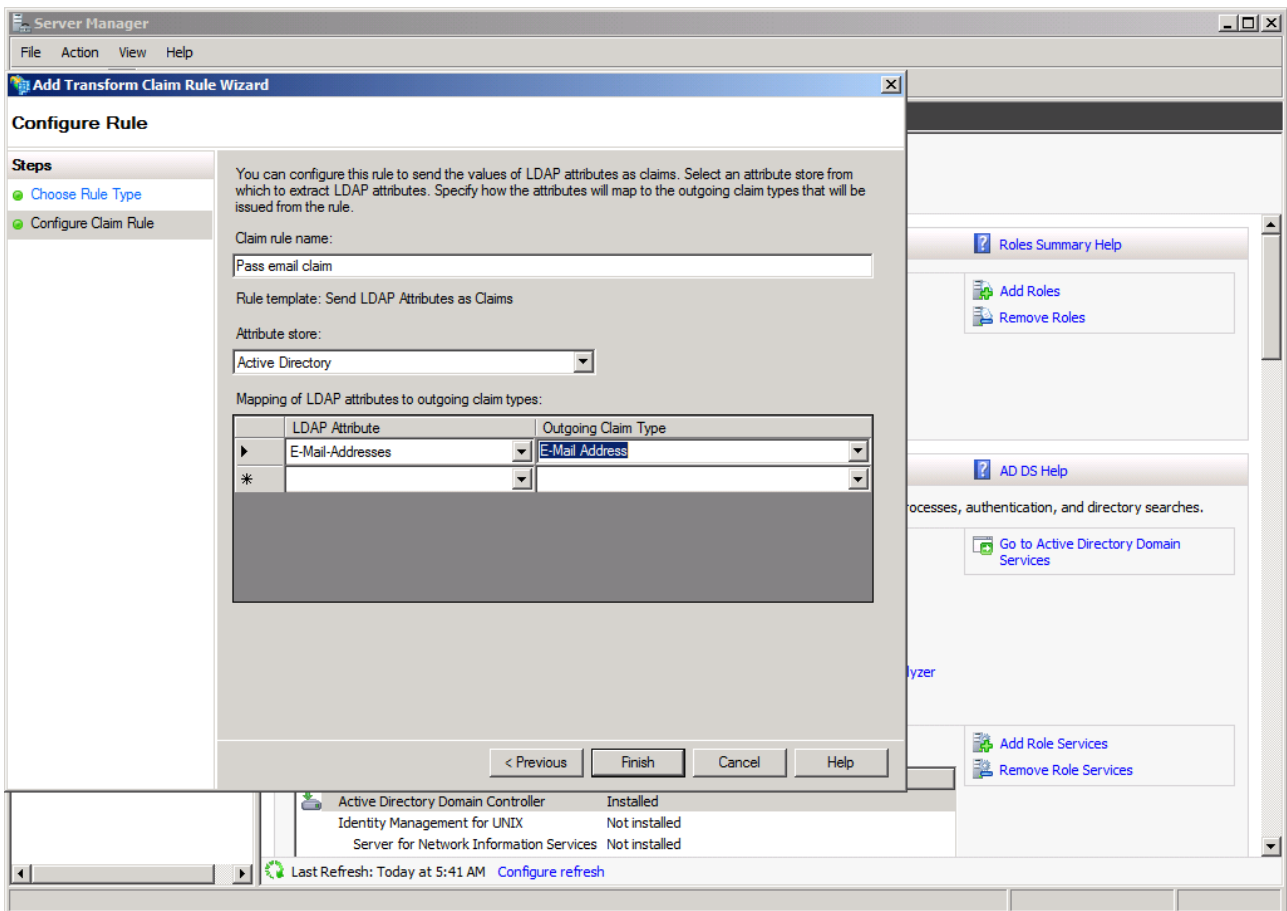 Server Manager
File Action View Help
Add Transform Claim Rule Wizard
Configure Rule
Steps
Choose Rule Type
Configure Claim Rule
You can configure this rule to send the values of LDAP attributes as claims. Select an attribute store from
which to extract LDAP attributes. Specify how the attributes will map to the outgoing claim types that will be
issued from the rule.
Claim rule name:
Pass email claim
Rule template: Send LDAP Attributes as Claims
Attribute store:
Active Directory
Mapping of LDAP attributes to outgoing claim types:
LDAP Attribute Outgoing Claim Type
E-Mail-Addresses E-Mail Address
< Previous Finish Cancel Help
Roles Summary Help
Add Roles
Remove Roles
AD DS Help
ocesses, authentication, and directory searches.
Go to Active Directory Domain
Services
lyzer
Add Role Services
Remove Role Services
Active Directory Domain Controller Installed
Identity Management for UNIX Not installed
Server for Network Information Services Not installed
Last Refresh: Today at 5:41 AM Configure refresh